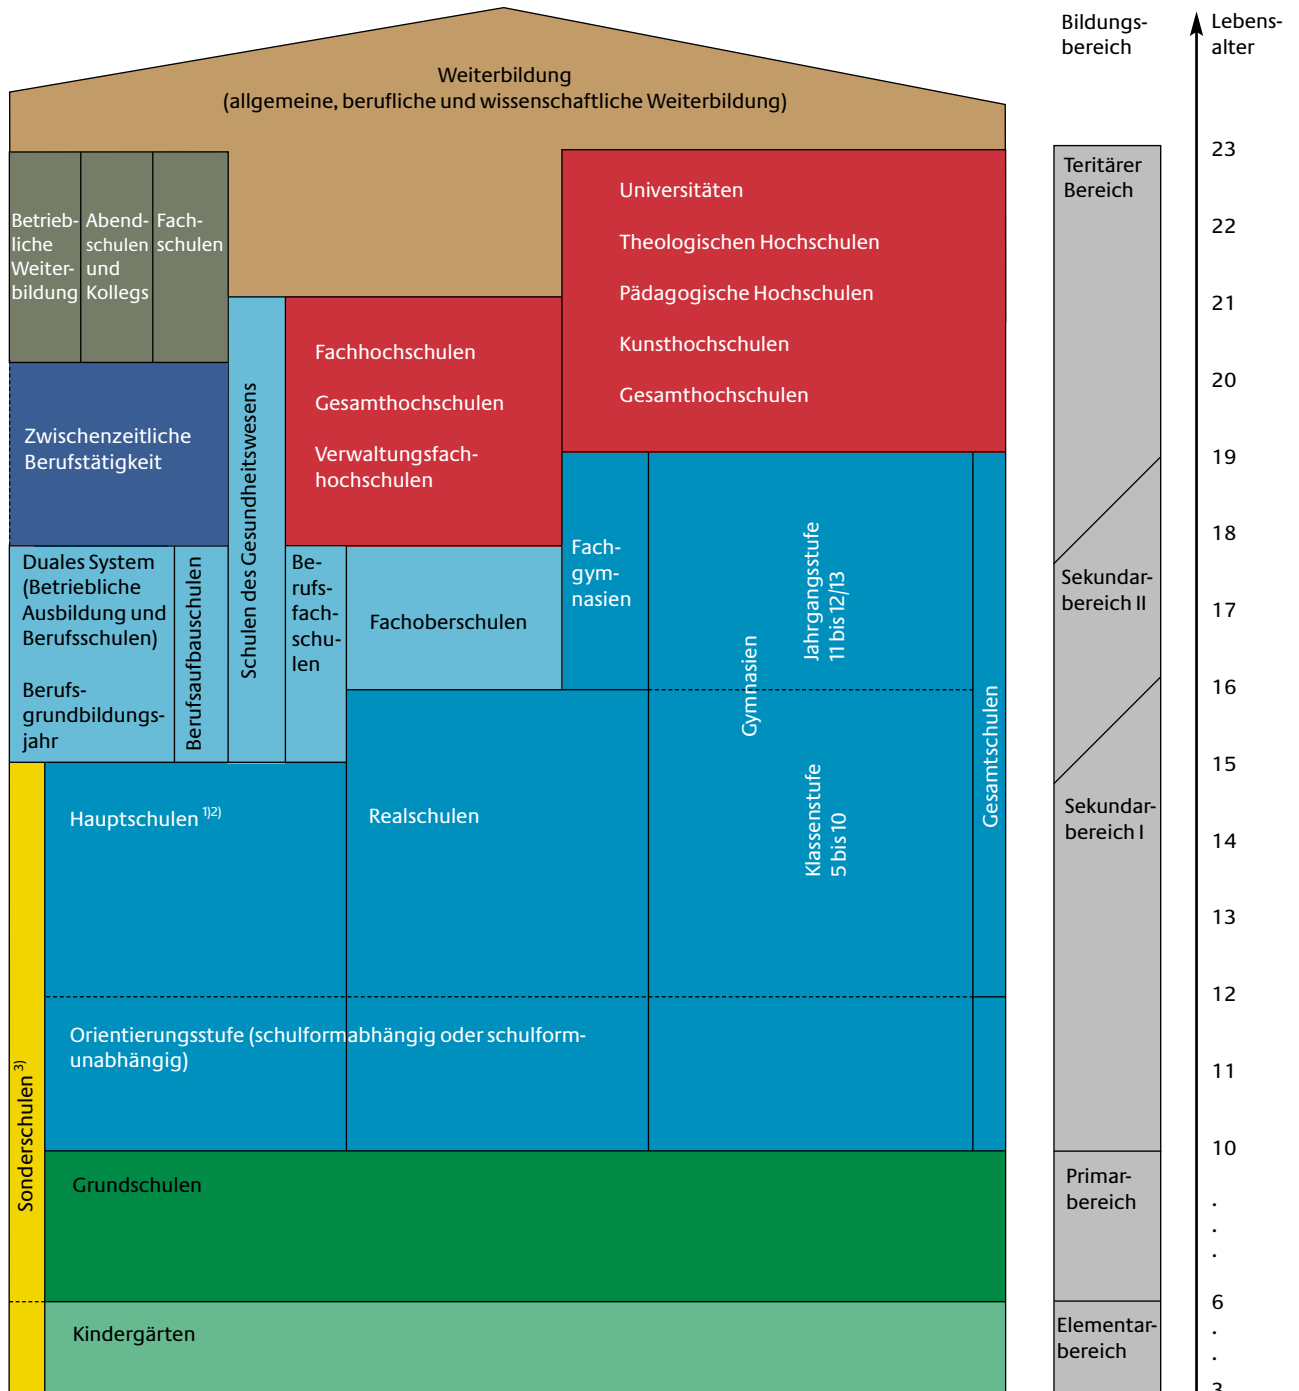 Bildungs-
bereich
Lebens-
alter
Weiterbildung
(allgemeine, berufliche und wissenschaftliche Weiterbildung)
Betrieb-
liche
Weiter-
bildung
Abend-
schulen
und
Kollegs
Fach-
schulen
Universitäten
Theologischen Hochschulen
Pädagogische Hochschulen
Kunsthochschulen
Gesamthochschulen
Fachhochschulen
Gesamthochschulen
Verwaltungsfach-
hochschulen
Zwischenzeitliche
Berufstätigkeit
Schulen des Gesundheitswesens
Duales System
(Betriebliche
Ausbildung und
Berufsschulen)
Berufs-
grundbildungs-
jahr
Berufsaufbauschulen
Be-
rufs-
fach-
schu-
len
Fachoberschulen
Fach-
gym-
nasien
Gymnasien
Jahrgangsstufe
11 bis 12/13
Klassenstufe
5 bis 10
Gesamtschulen
Hauptschulen 1)2)
Realschulen
Orientierungsstufe (schulformabhängig oder schulform-
unabhängig)
Sonderschulen 3)
Grundschulen
Kindergärten
Teritärer
Bereich
Sekundar-
bereich II
Sekundar-
bereich I
Primar-
bereich
Elementar-
bereich
23
22
21
20
19
18
17
16
15
14
13
12
11
10
.
.
.
6
.
.
3